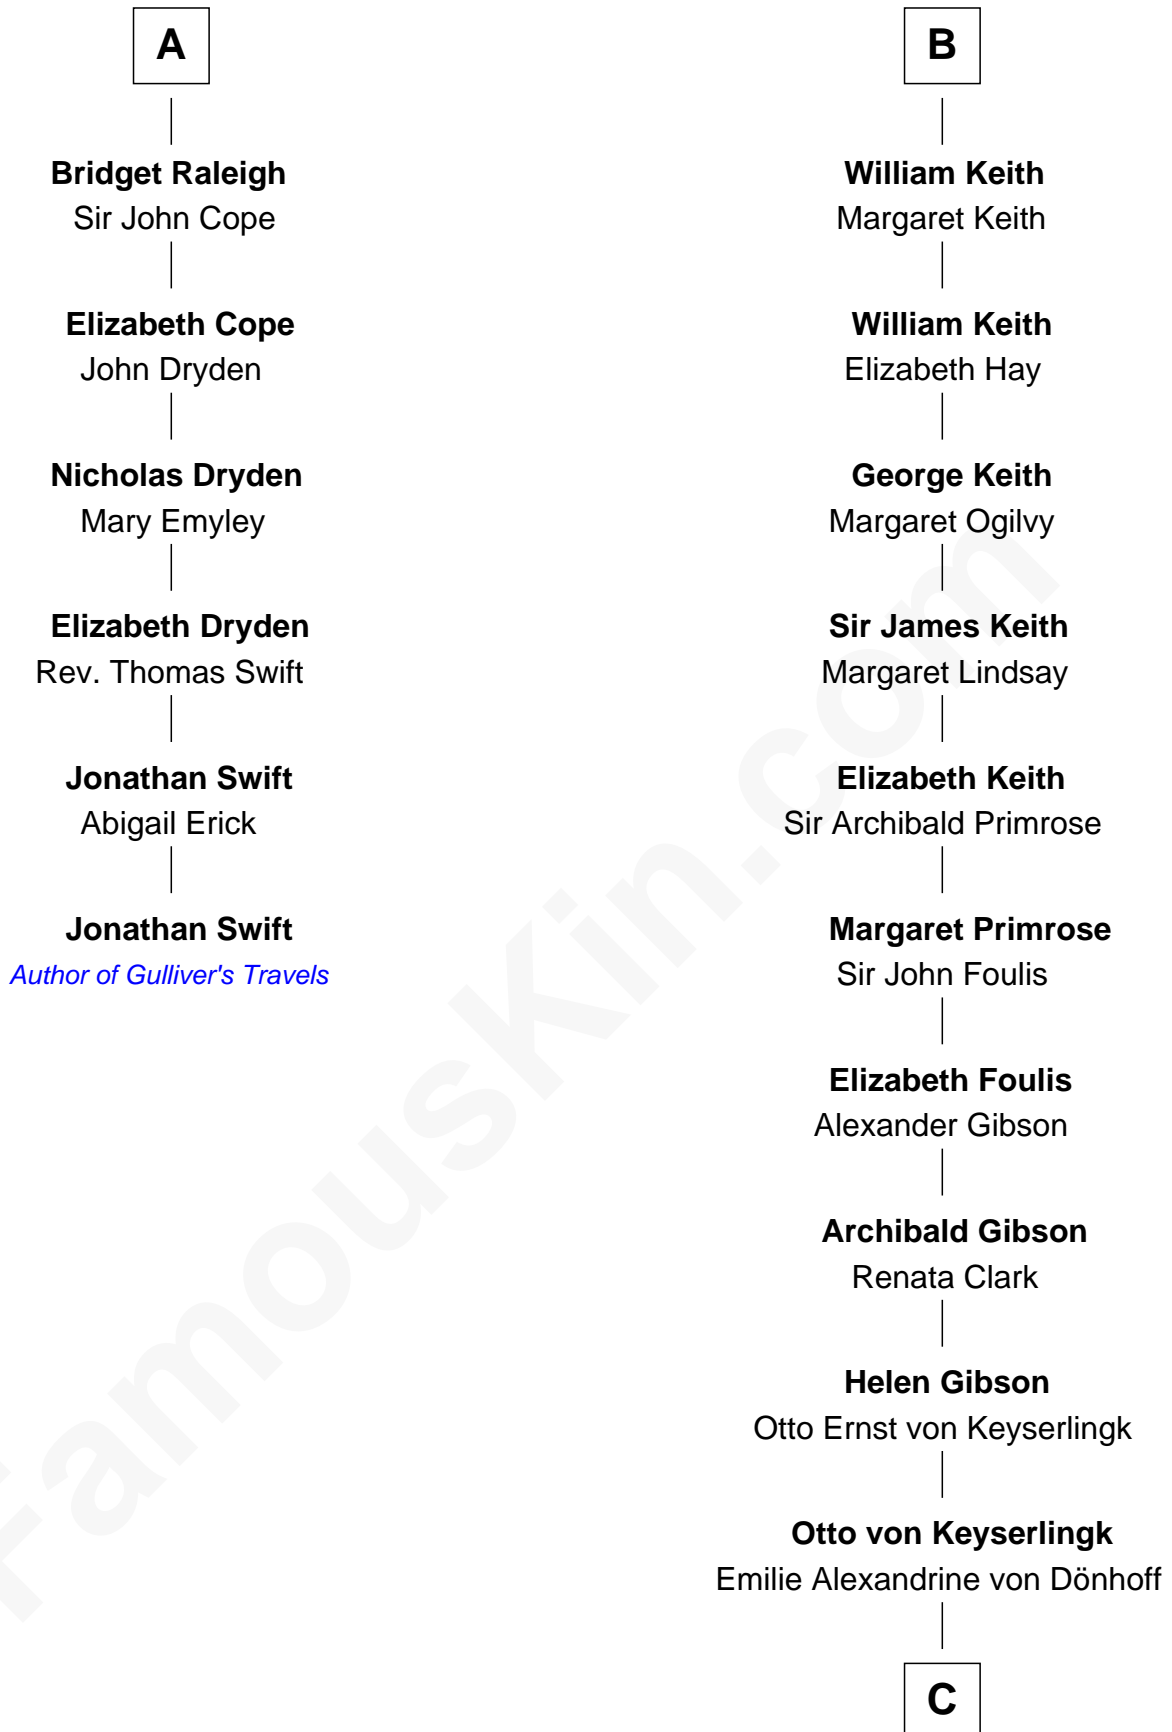 A
Bridget Raleigh
Sir John Cope
Elizabeth Cope
John Dryden
Nicholas Dryden
Mary Emyley
Elizabeth Dryden
Rev. Thomas Swift
Jonathan Swift
Abigail Erick
Jonathan Swift
Author of Gulliver's Travels
B
William Keith
Margaret Keith
William Keith
Elizabeth Hay
George Keith
Margaret Ogilvy
Sir James Keith
Margaret Lindsay
Elizabeth Keith
Sir Archibald Primrose
Margaret Primrose
Sir John Foulis
Elizabeth Foulis
Alexander Gibson
Archibald Gibson
Renata Clark
Helen Gibson
Otto Ernst von Keyserlingk
Otto von Keyserlingk
Emilie Alexandrine von Dönhoff
C
FamousKin.com